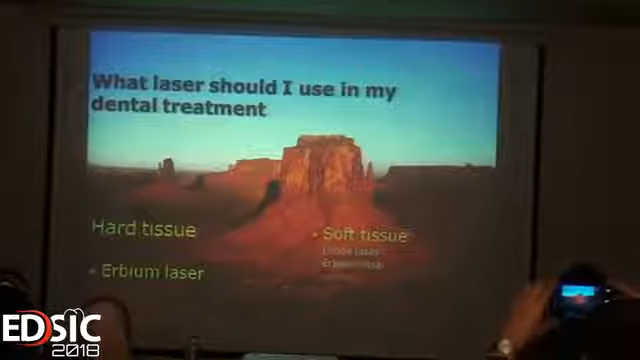 What laser should I use in my
dental treatment
Hard tissue
Erbium laser
Soft tissue
EDSIC
2018